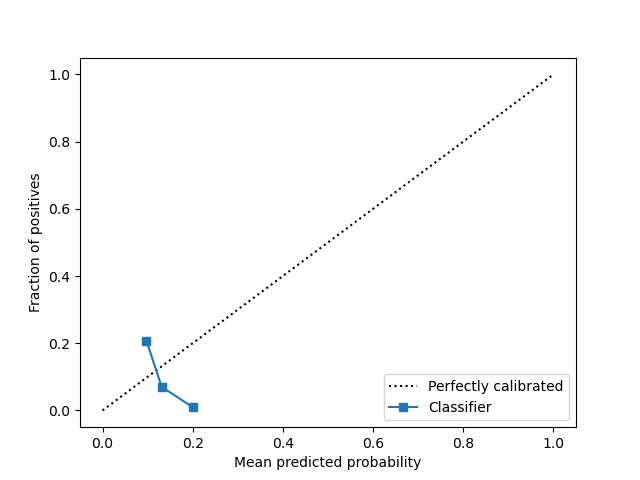 1.0
0.8
0.6
0.4
0.2
0.0
Fraction of positives
0.0 0.2 0.4 0.6 0.8 1.0
Mean predicted probability
Perfectly calibrated
Classifier